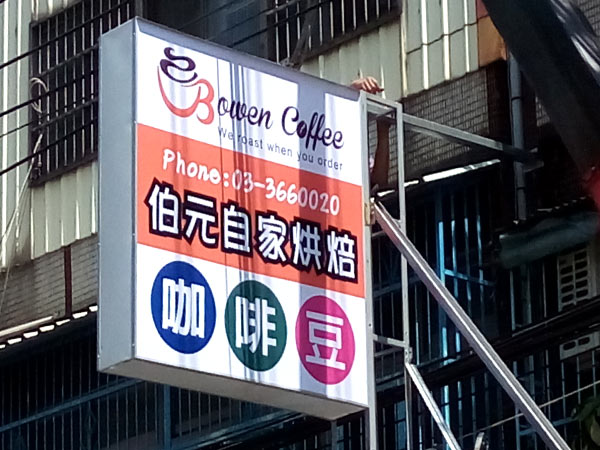 Bowen Coffee
We roast when you order
Phone:03-3660020
伯元自家烘焙
咖啡豆